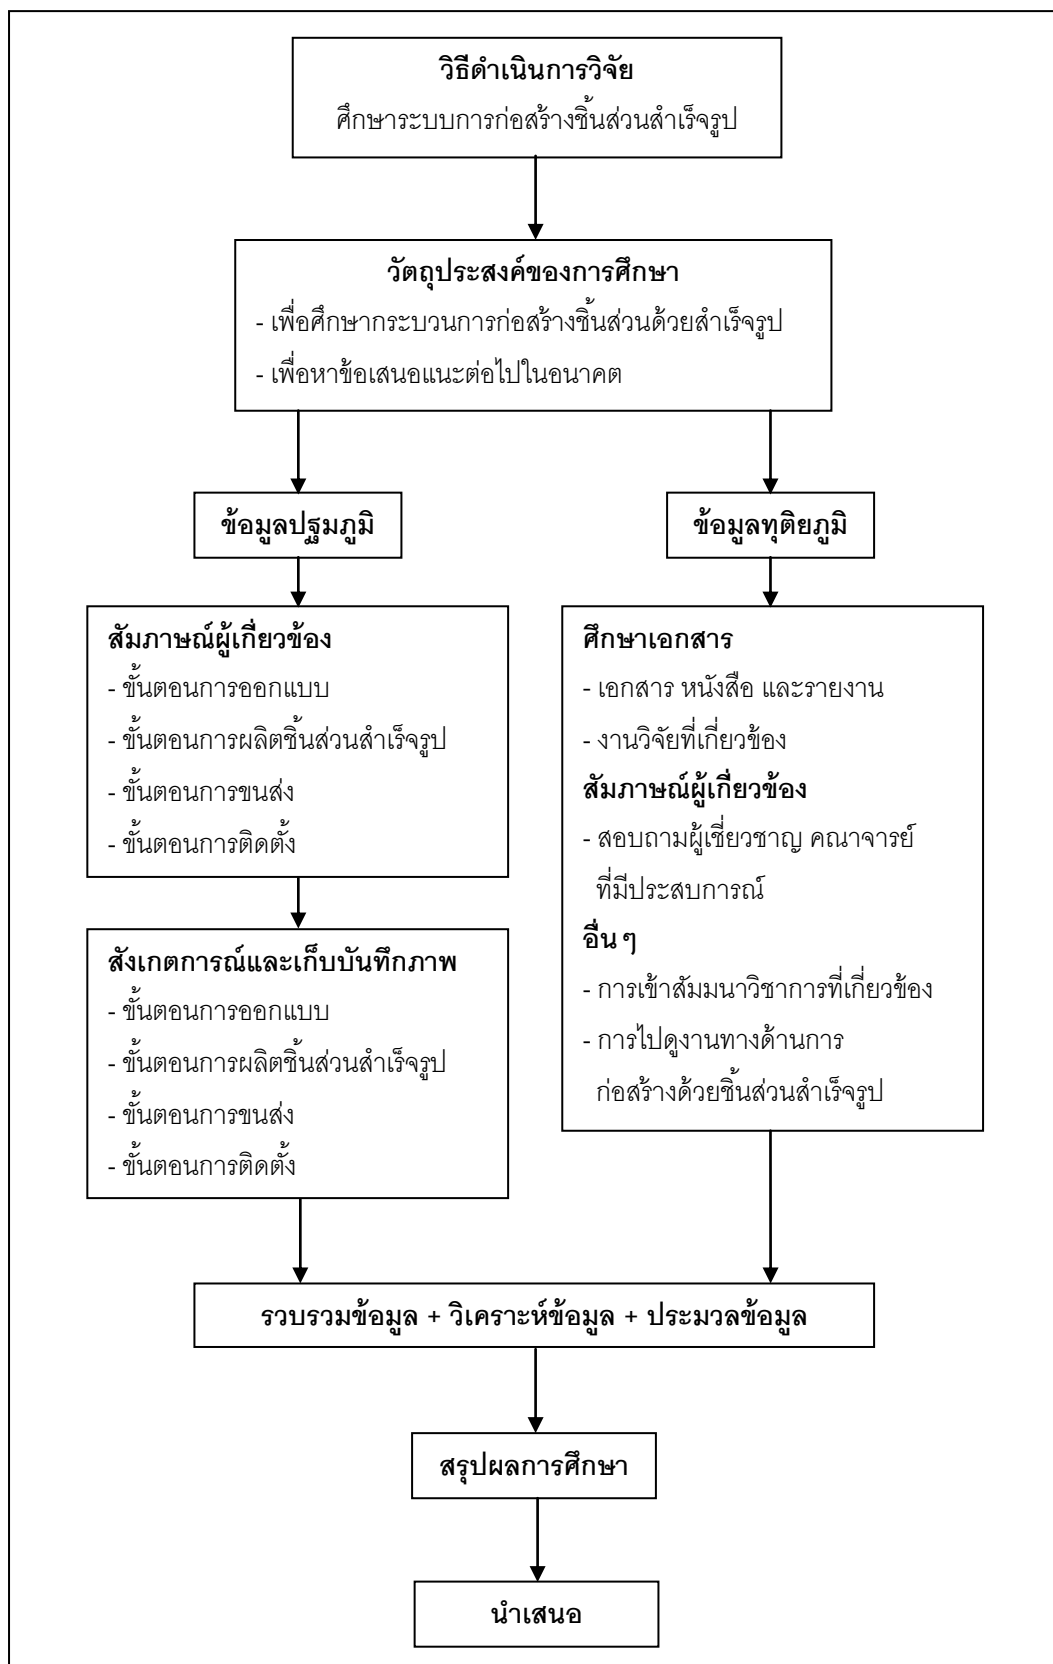 วิธีดำเนินการวิจัย
ศึกษาระบบการก่อสร้างชิ้นส่วนสำเร็จรูป
วัตถุประสงค์ของการศึกษา
- เพื่อศึกษากระบวนการก่อสร้างชิ้นส่วนด้วยสำเร็จรูป
- เพื่อหาข้อเสนอแนะต่อไปในอนาคต
ข้อมูลปฐมภูมิ
สัมภาษณ์ผู้เกี่ยวข้อง
- ขั้นตอนการออกแบบ
- ขั้นตอนการผลิตชิ้นส่วนสำเร็จรูป
- ขั้นตอนการขนส่ง
- ขั้นตอนการติดตั้ง
สังเกตการณ์และเก็บบันทึกภาพ
- ขั้นตอนการออกแบบ
- ขั้นตอนการผลิตชิ้นส่วนสำเร็จรูป
- ขั้นตอนการขนส่ง
- ขั้นตอนการติดตั้ง
ข้อมูลทุติยภูมิ
ศึกษาเอกสาร
- เอกสาร หนังสือ และรายงาน
- งานวิจัยที่เกี่ยวข้อง
สัมภาษณ์ผู้เกี่ยวข้อง
- สอบถามผู้เชี่ยวชาญ คณาจารย์
ที่มีประสบการณ์
อื่น ๆ
- การเข้าสัมมนาวิชาการที่เกี่ยวข้อง
- การไปดูงานทางด้านการ
ก่อสร้างด้วยชิ้นส่วนสำเร็จรูป
รวบรวมข้อมูล + วิเคราะห์ข้อมูล + ประมวลข้อมูล
สรุปผลการศึกษา
นำเสนอ